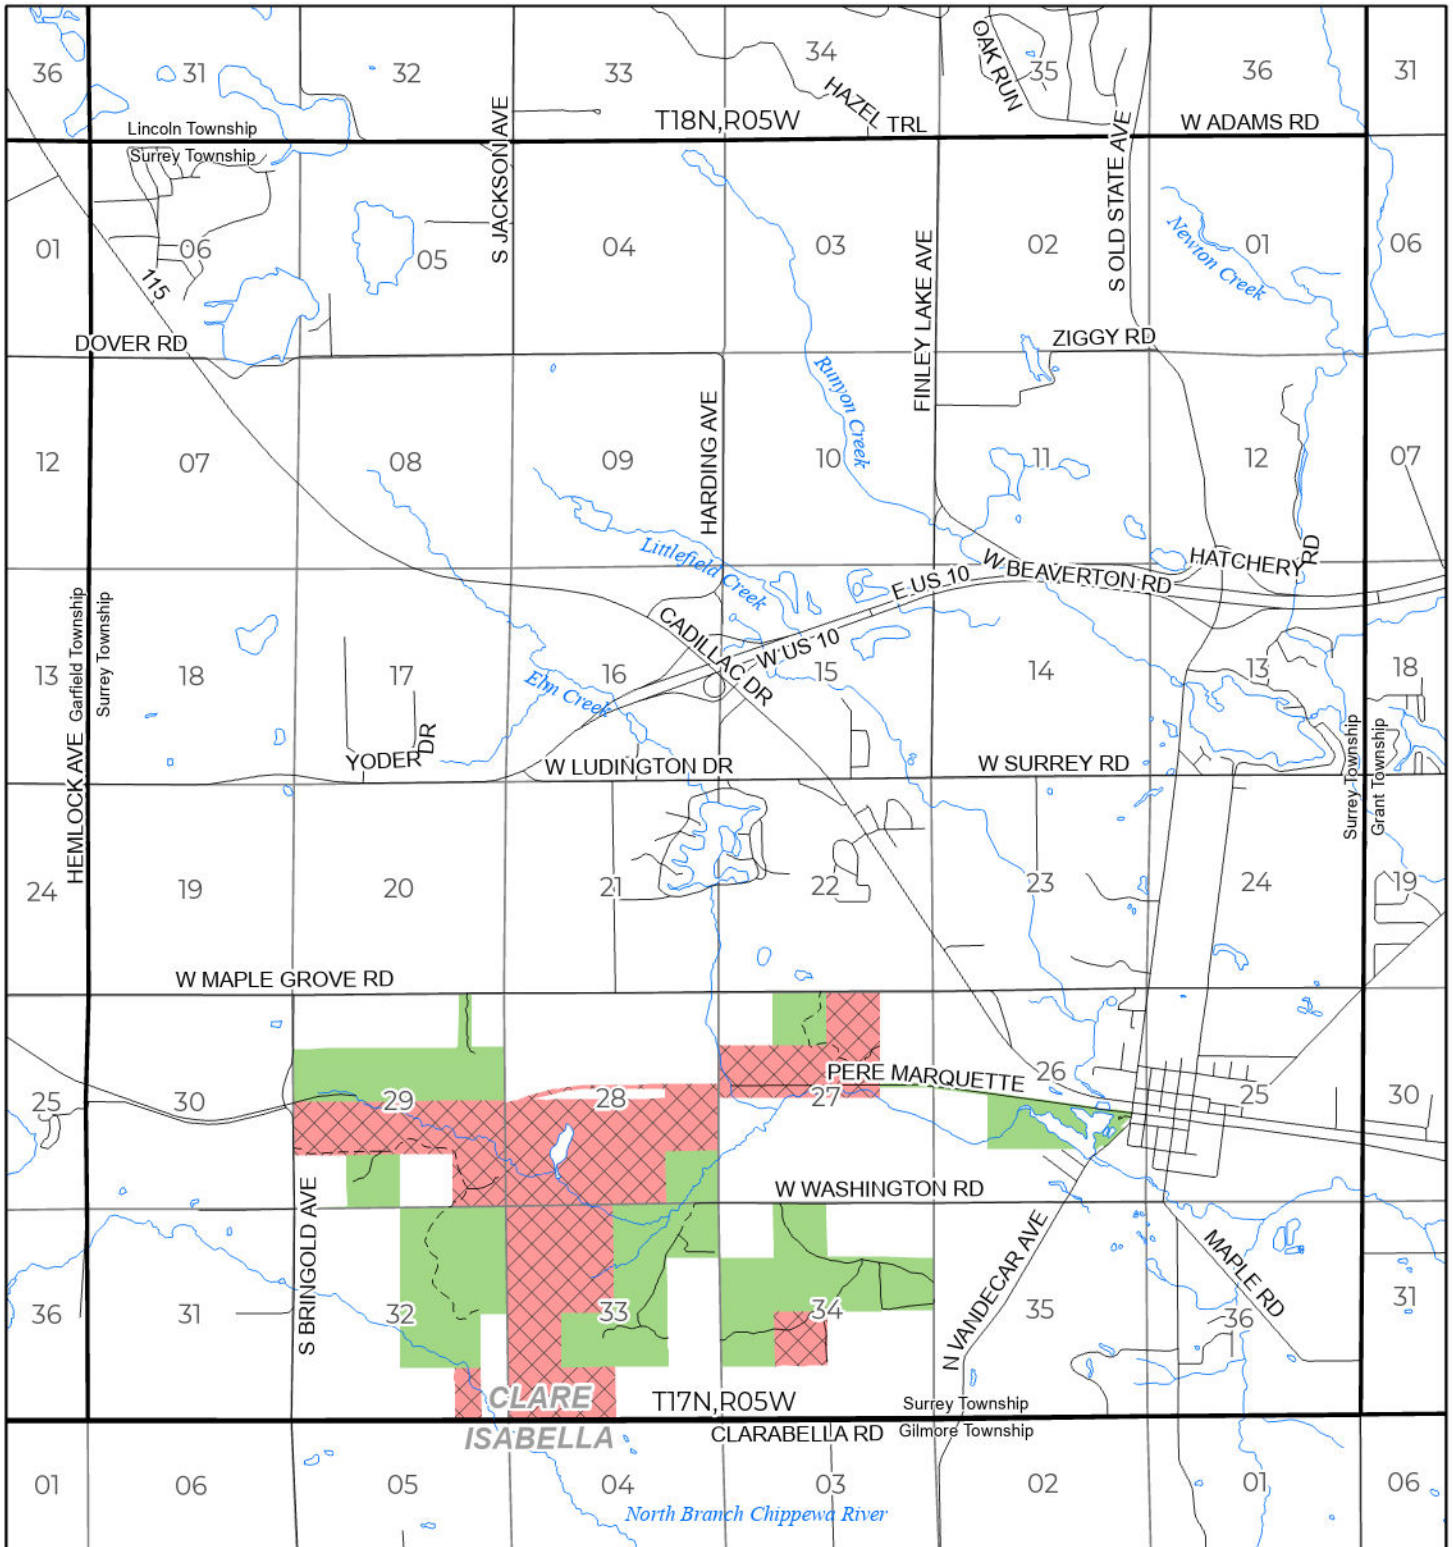 36
31
32
33
34
35
36
31
OAK RUN
HAZEL TRL
Lincoln Township
T18N,R05W
W ADAMS RD
Surrey Township
S JACKSON AVE
S OLD STATE AVE
01
06
05
04
03
02
01
06
Newton Creek
115
FINLEY LAKE AVE
DOVER RD
ZIGGY RD
Runyon Creek
HARDING AVE
12
07
08
09
10
11
12
07
Littlefield Creek
HATCHERY RD
W BEAVERTON RD
E US 10
W US 10
CADILLAC DR
Garfield Township
Surrey Township
13
18
17
16
15
14
13
18
Elm Creek
YODER DR
W LUDINGTON DR
W SURREY RD
HEMLOCK AVE
Surrey Township
Grant Township
24
19
20
21
22
23
24
19
W MAPLE GROVE RD
PERE MARQUETTE
25
30
29
28
27
26
25
30
W WASHINGTON RD
S BRINGOLD AVE
N VANDECAR AVE
MAPLE RD
36
31
32
33
34
35
36
31
CLARE
T17N,R05W
Surrey Township
ISABELLA
CLARABELLA RD
Gilmore Township
01
06
05
04
03
02
01
06
North Branch Chippewa River